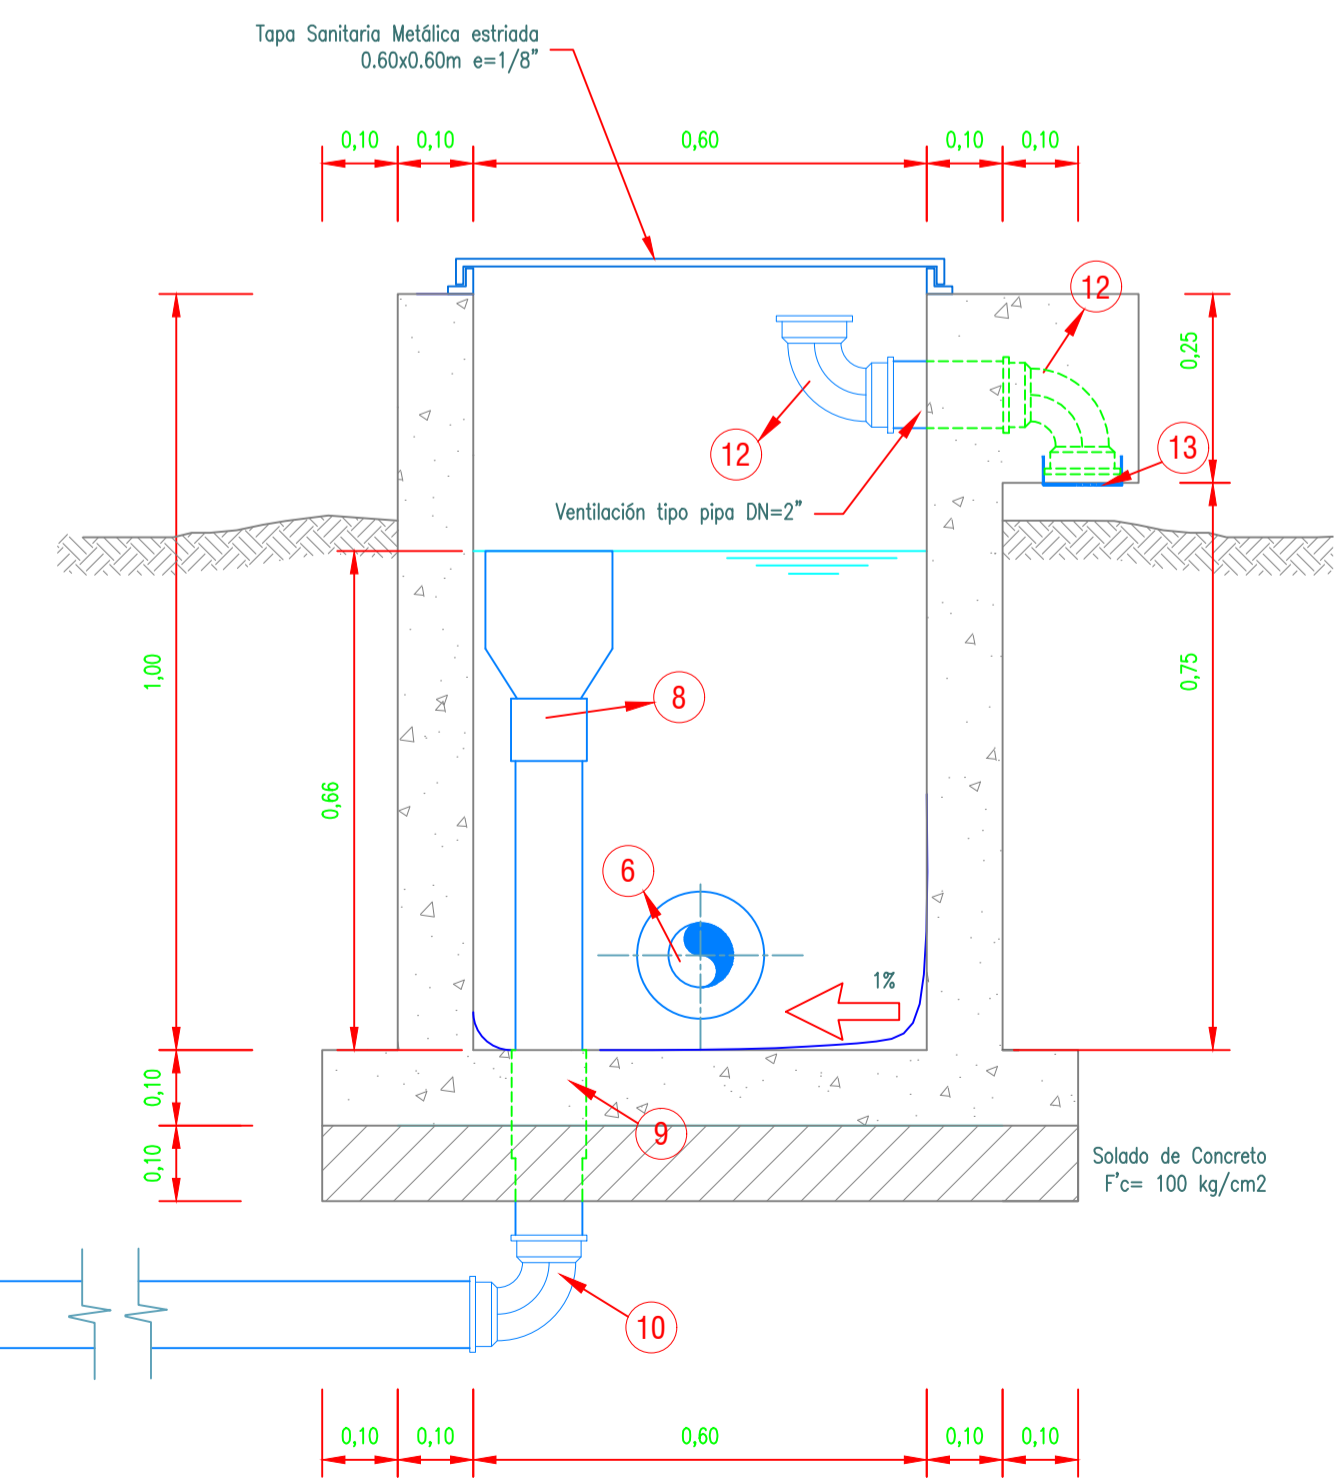 Tapa Sanitaria Metálica estriada
0.60x0.60m e=1/8"
0,10 0,10 0,60 0,10 0,10
12
0,25
12
13
Ventilación tipo pipa DN=2"
1,00
0,75
8
0,66
6
1%
0,10
9
0,10
Solado de Concreto
F'c= 100 kg/cm2
10
0,10 0,10 0,60 0,10 0,10